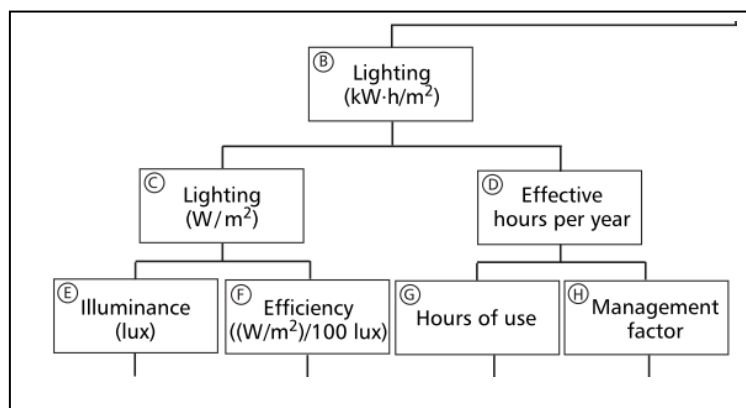 Ⓑ Lighting
(kW·h/m²)
Ⓒ Lighting
(W/m²)
Ⓓ Effective
hours per year
Ⓔ Illuminance
(lux)
Ⓕ Efficiency
((W/m²)/100 lux)
Ⓖ Hours of use
Ⓗ Management
factor